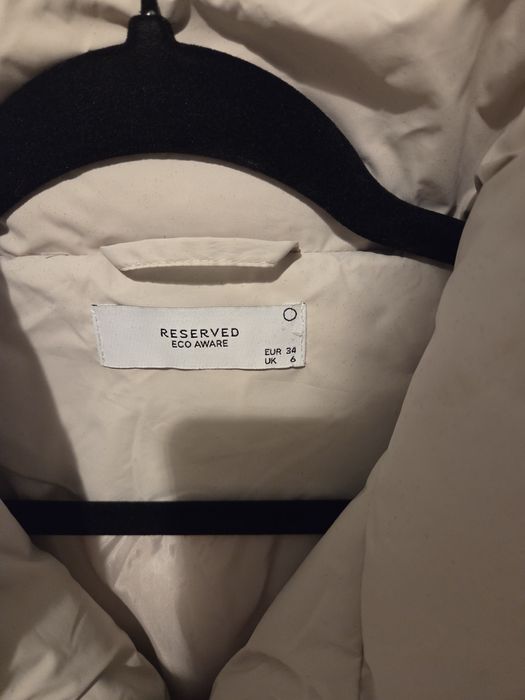 RESERVED
ECO AWARE
EUR 34
UK 6